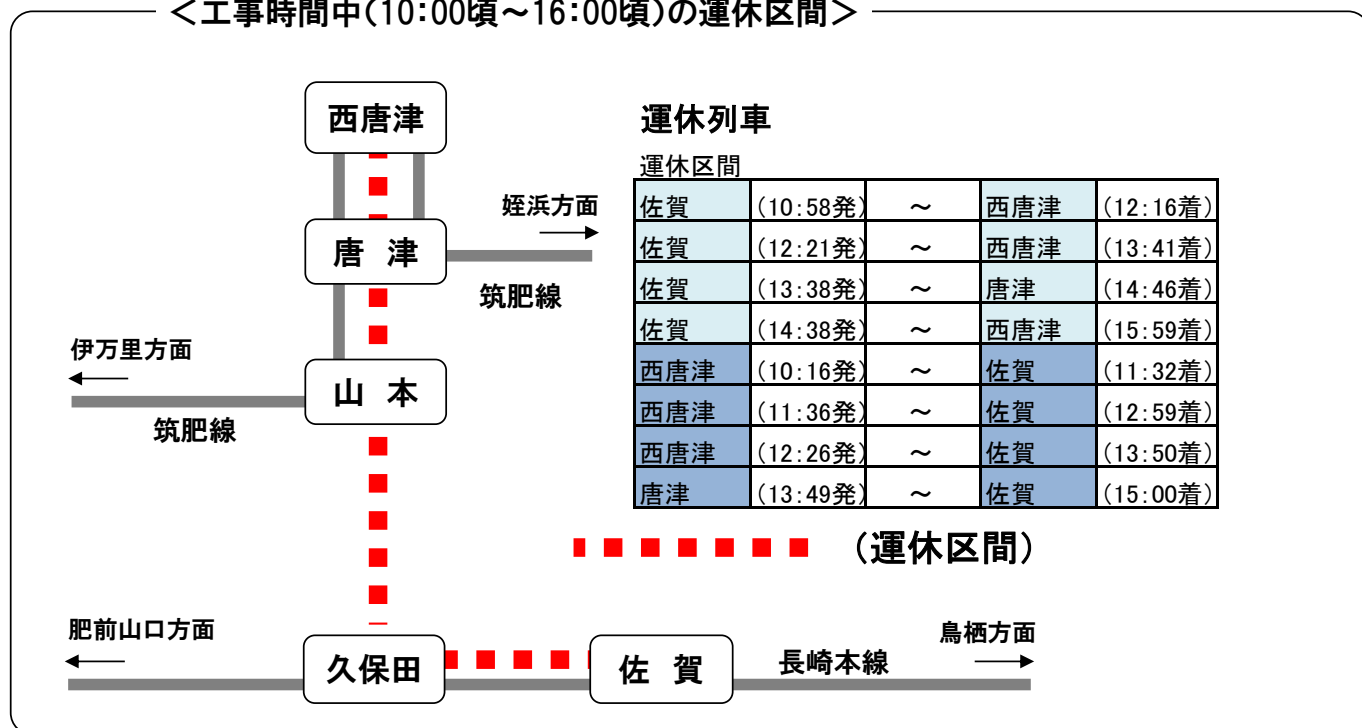 ＜工事時間中(10：00頃～16：00頃)の運休区間＞
西唐津
唐 津
姪浜方面
筑肥線
伊万里方面
山 本
筑肥線
肥前山口方面
久保田
佐 賀
長崎本線
鳥栖方面
運休列車
運休区間
佐賀 (10:58発) ～ 西唐津 (12:16着)
佐賀 (12:21発) ～ 西唐津 (13:41着)
佐賀 (13:38発) ～ 唐津 (14:46着)
佐賀 (14:38発) ～ 西唐津 (15:59着)
西唐津 (10:16発) ～ 佐賀 (11:32着)
西唐津 (11:36発) ～ 佐賀 (12:59着)
西唐津 (12:26発) ～ 佐賀 (13:50着)
唐津 (13:49発) ～ 佐賀 (15:00着)
（運休区間）